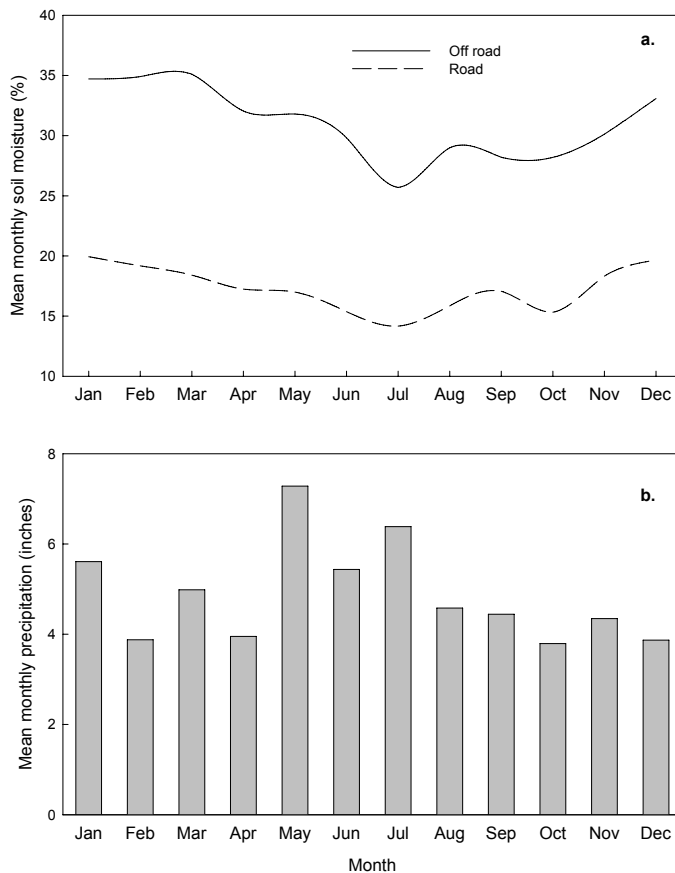 40
a.
Off road
Road
35
30
25
20
15
10
Mean monthly soil moisture (%)
Jan Feb Mar Apr May Jun Jul Aug Sep Oct Nov Dec
8
b.
6
4
2
0
Mean monthly precipitation (inches)
Jan Feb Mar Apr May Jun Jul Aug Sep Oct Nov Dec
Month